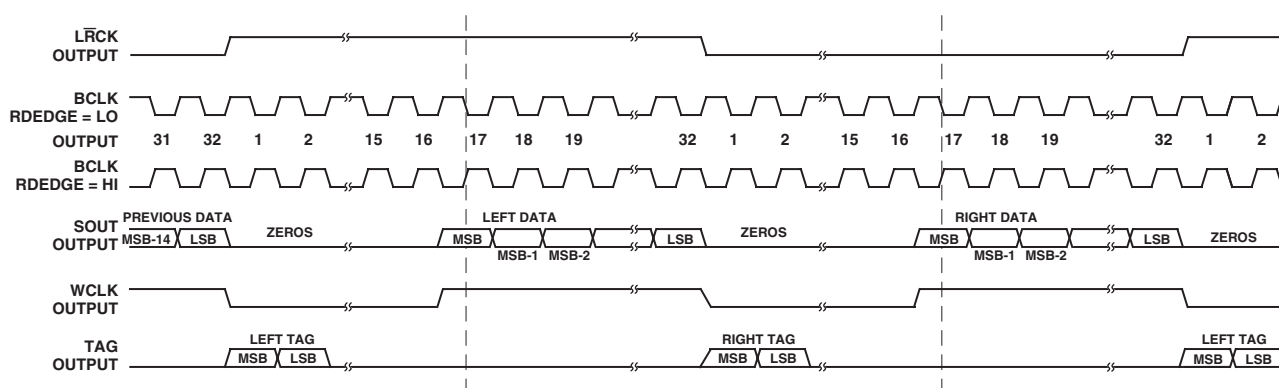 LR̅CK
OUTPUT
BCLK
RDEDGE = LO
OUTPUT
31 32 1 2 15 16 17 18 19 32 1 2 15 16 17 18 19 32 1 2
BCLK
RDEDGE = HI
SOUT
OUTPUT
PREVIOUS DATA LEFT DATA RIGHT DATA
MSB-14 LSB ZEROS MSB LSB ZEROS MSB LSB ZEROS
MSB-1 MSB-2 MSB-1 MSB-2
WCLK
OUTPUT
TAG
OUTPUT
LEFT TAG RIGHT TAG LEFT TAG
MSB LSB MSB LSB MSB LSB